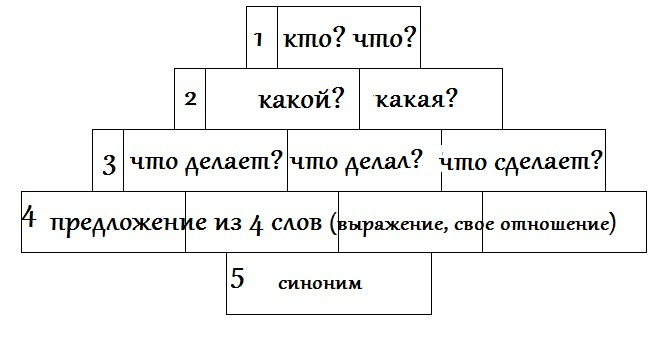 1 кто? что?
2 какой? какая?
3 что делает? что делал? что сделает?
4 предложение из 4 слов (выражение, свое отношение)
5 синоним